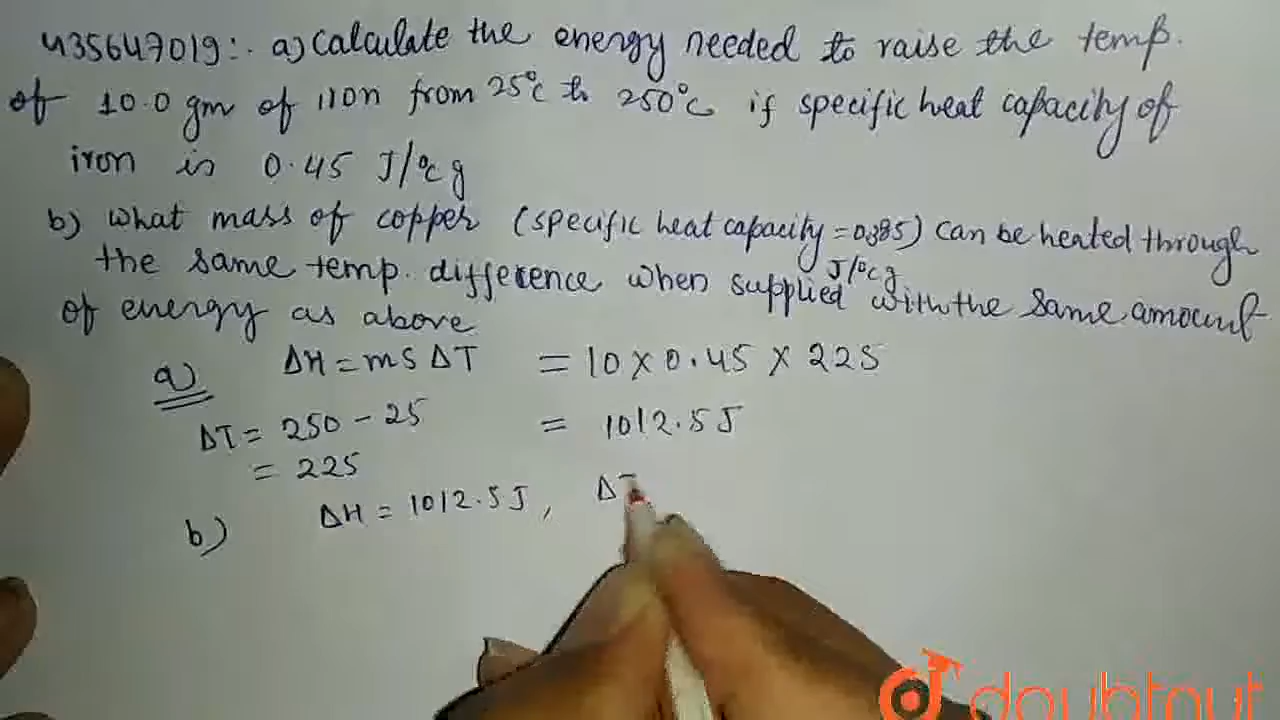 435647019:. a) Calculate the energy needed to raise the temp.
of 10.0 gm of iron from 25°C to 250°C if specific heat capacity of
iron is 0.45 J/°C g
b) What mass of copper (specific heat capacity = 0.385) can be heated through
J/°C g
the same temp. difference when supplied with the same amount
of energy as above
a) ΔH = ms ΔT = 10 × 0.45 × 225
ΔT = 250 - 25 = 1012.5 J
= 225
b) ΔH = 1012.5 J, ΔT
doubtnut